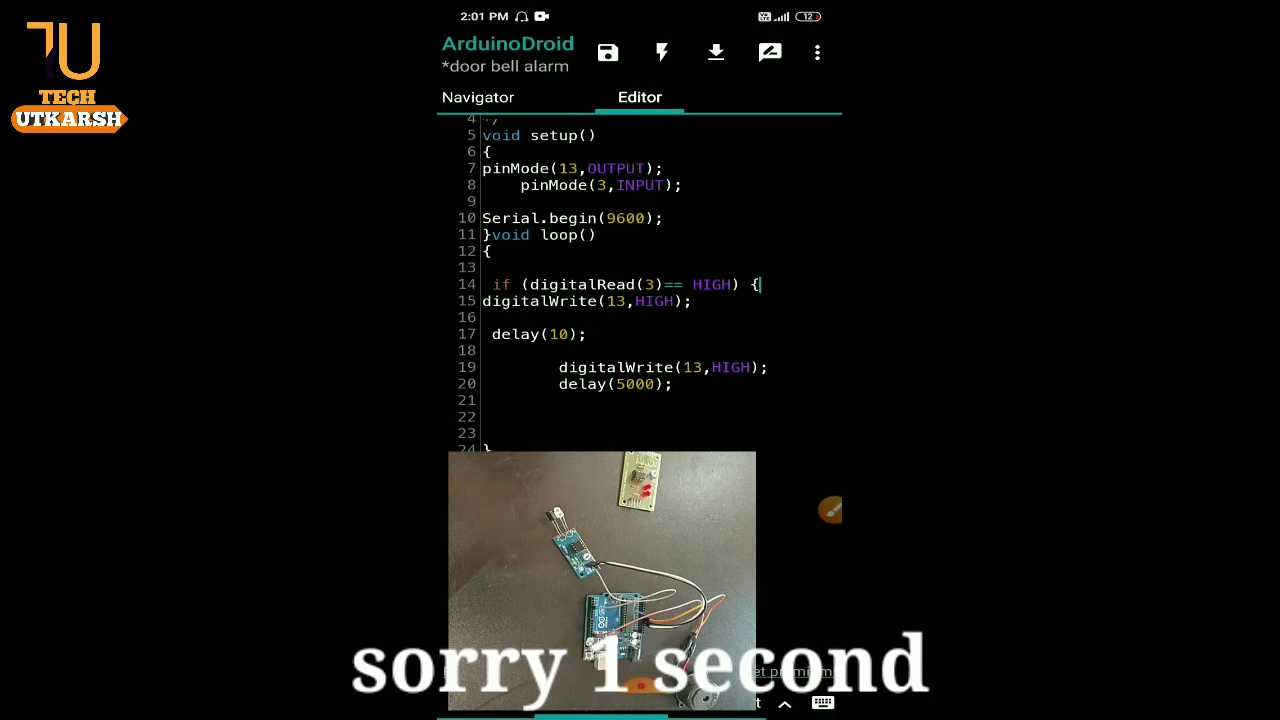 TU
TECH
UTKARSH
2:01 PM
12
ArduinoDroid
*door bell alarm
Navigator
Editor
4 */
5 void setup()
6 {
7 pinMode(13,OUTPUT);
8 pinMode(3,INPUT);
9
10 Serial.begin(9600);
11 }void loop()
12 {
13
14 if (digitalRead(3)== HIGH) {
15 digitalWrite(13,HIGH);
16
17 delay(10);
18
19 digitalWrite(13,HIGH);
20 delay(5000);
21
22
23
24 }
sorry 1 second